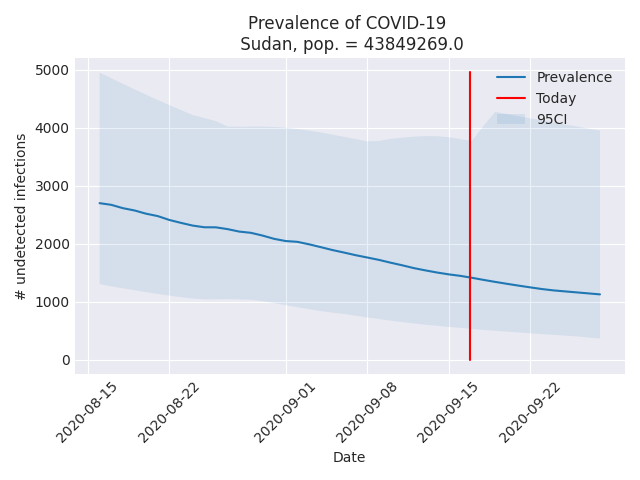 Prevalence of COVID-19
Sudan, pop. = 43849269.0
# undetected infections
5000
4000
3000
2000
1000
0
Prevalence
Today
95CI
2020-08-15
2020-08-22
2020-09-01
2020-09-08
2020-09-15
2020-09-22
Date